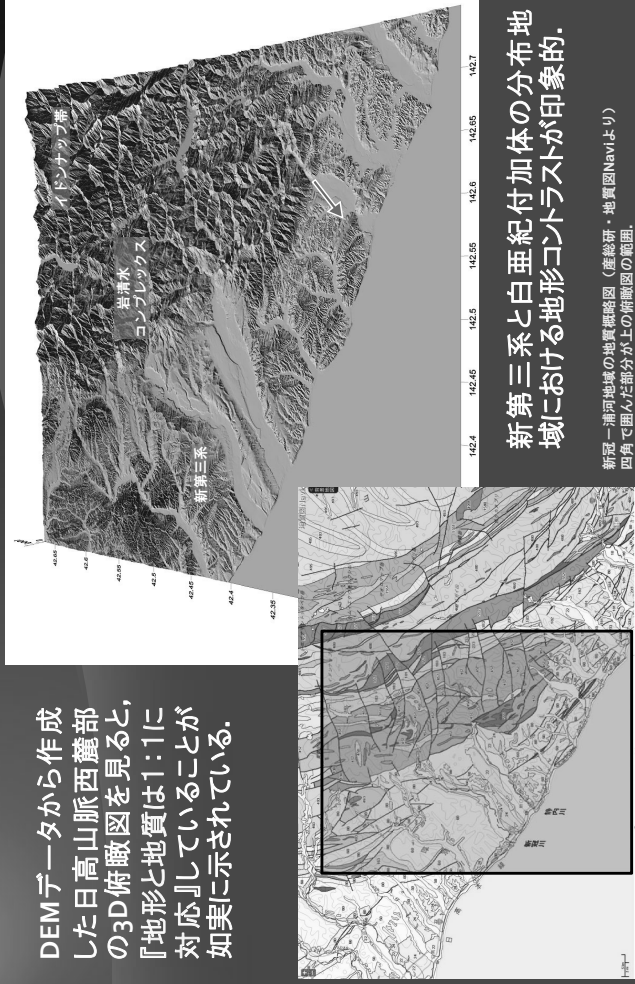 DEMデータから作成
した日高山脈西麓部
の3D俯瞰図を見ると,
『地形と地質は1：1に
対応』していることが
如実に示されている.
イドンナップ帯
岩清水
コンプレックス
新第三系
42.65
42.6
42.55
42.5
42.45
42.4
42.35
142.4
142.45
142.5
142.55
142.6
142.65
142.7
新冠川
静内川
新第三系と白亜紀付加体の分布地
域における地形コントラストが印象的.
新冠－浦河地域の地質概略図（産総研・地質図Naviより）
四角で囲んだ部分が上の俯瞰図の範囲.